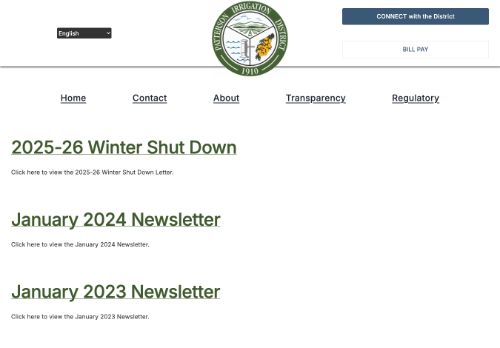 English
PATTERSON IRRIGATION DISTRICT
1910
CONNECT with the District
BILL PAY
Home
Contact
About
Transparency
Regulatory
2025-26 Winter Shut Down
Click here to view the 2025-26 Winter Shut Down Letter.
January 2024 Newsletter
Click here to view the January 2024 Newsletter.
January 2023 Newsletter
Click here to view the January 2023 Newsletter.